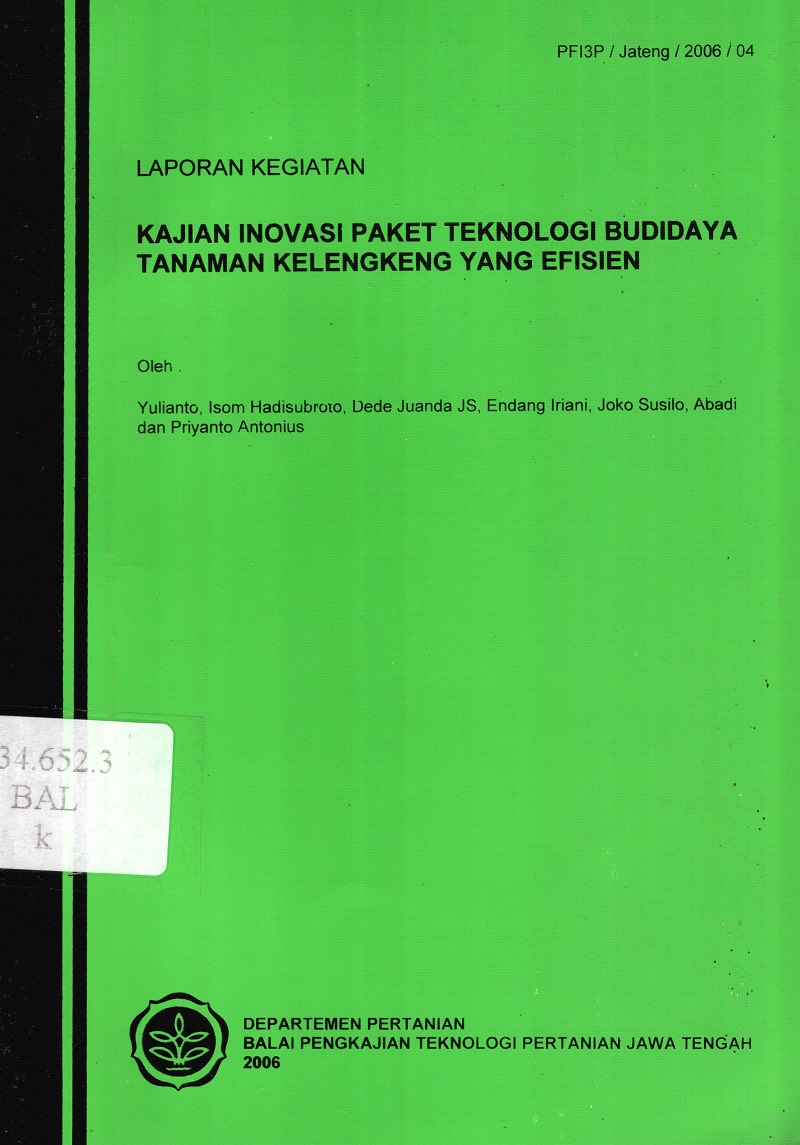 PFI3P / Jateng / 2006 / 04
LAPORAN KEGIATAN
KAJIAN INOVASI PAKET TEKNOLOGI BUDIDAYA
TANAMAN KELENGKENG YANG EFISIEN
Oleh .
Yulianto, Isom Hadisubroto, Dede Juanda JS, Endang Iriani, Joko Susilo, Abadi
dan Priyanto Antonius
34.652.3
BAL
k
DEPARTEMEN PERTANIAN
BALAI PENGKAJIAN TEKNOLOGI PERTANIAN JAWA TENGAH
2006